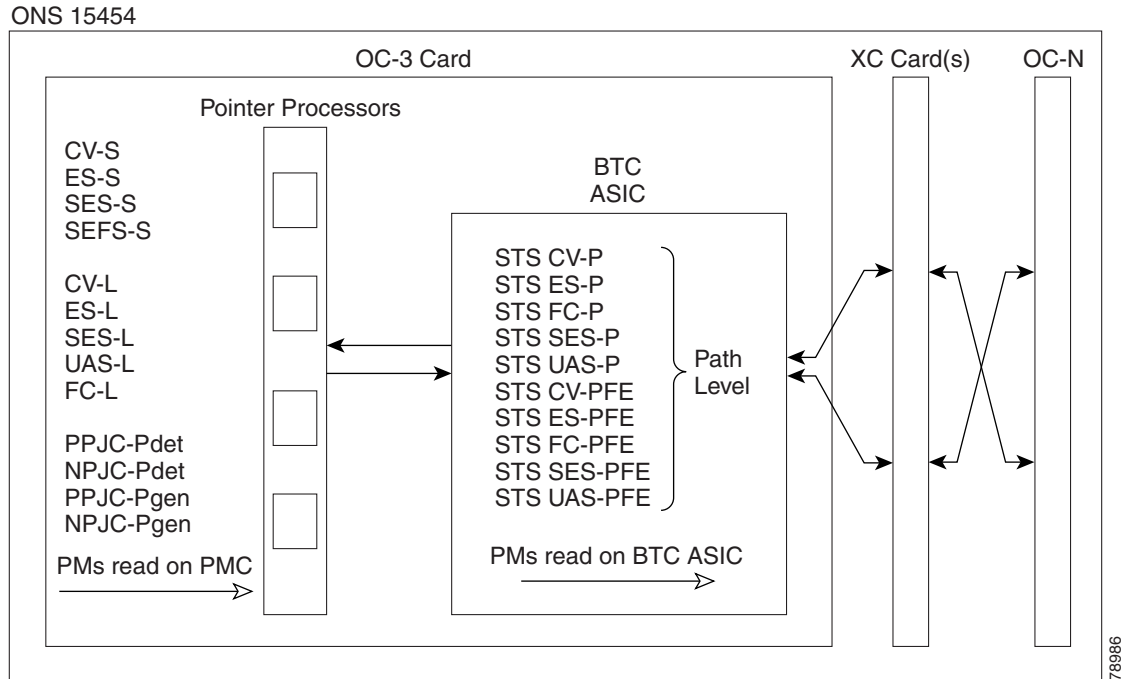 ONS 15454
OC-3 Card
XC Card(s)
OC-N
Pointer Processors
CV-S
ES-S
SES-S
SEFS-S
CV-L
ES-L
SES-L
UAS-L
FC-L
PPJC-Pdet
NPJC-Pdet
PPJC-Pgen
NPJC-Pgen
PMs read on PMC
BTC
ASIC
STS CV-P
STS ES-P
STS FC-P
STS SES-P
STS UAS-P
STS CV-PFE
STS ES-PFE
STS FC-PFE
STS SES-PFE
STS UAS-PFE
Path
Level
PMs read on BTC ASIC
78986